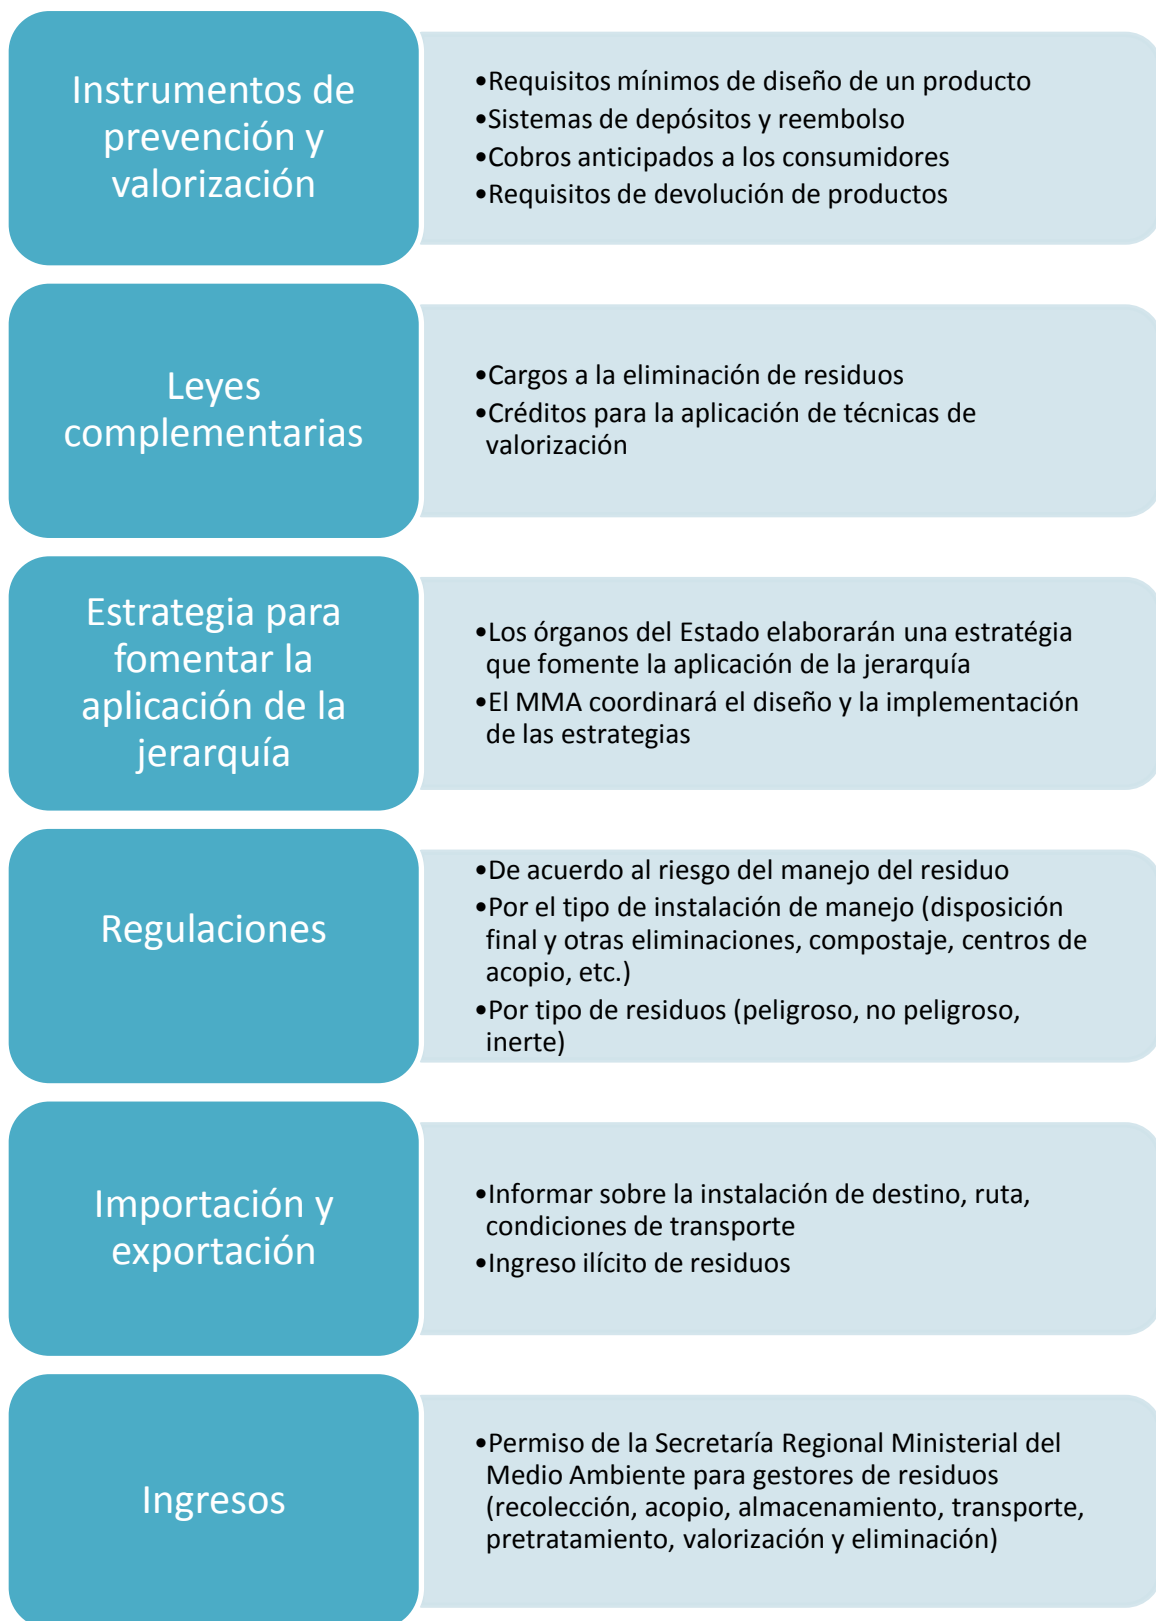 Instrumentos de
prevención y
valorización
•Requisitos mínimos de diseño de un producto
•Sistemas de depósitos y reembolso
•Cobros anticipados a los consumidores
•Requisitos de devolución de productos
Leyes
complementarias
•Cargos a la eliminación de residuos
•Créditos para la aplicación de técnicas de
valorización
Estrategia para
fomentar la
aplicación de la
jerarquía
•Los órganos del Estado elaborarán una estratégia
que fomente la aplicación de la jerarquía
•El MMA coordinará el diseño y la implementación
de las estrategias
Regulaciones
•De acuerdo al riesgo del manejo del residuo
•Por el tipo de instalación de manejo (disposición
final y otras eliminaciones, compostaje, centros de
acopio, etc.)
•Por tipo de residuos (peligroso, no peligroso,
inerte)
Importación y
exportación
•Informar sobre la instalación de destino, ruta,
condiciones de transporte
•Ingreso ilícito de residuos
Ingresos
•Permiso de la Secretaría Regional Ministerial del
Medio Ambiente para gestores de residuos
(recolección, acopio, almacenamiento, transporte,
pretratamiento, valorización y eliminación)